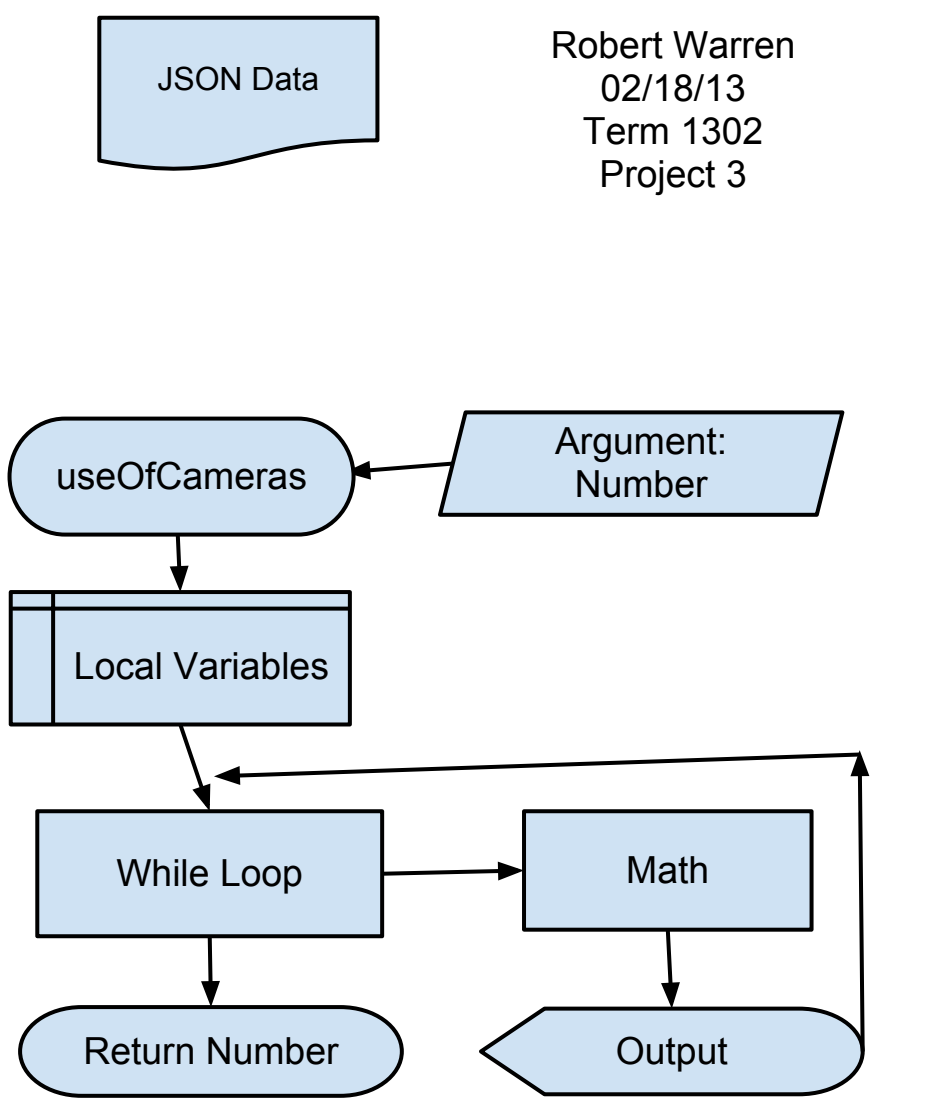 JSON Data
Robert Warren
02/18/13
Term 1302
Project 3
useOfCameras
Argument:
Number
Local Variables
While Loop
Math
Return Number
Output